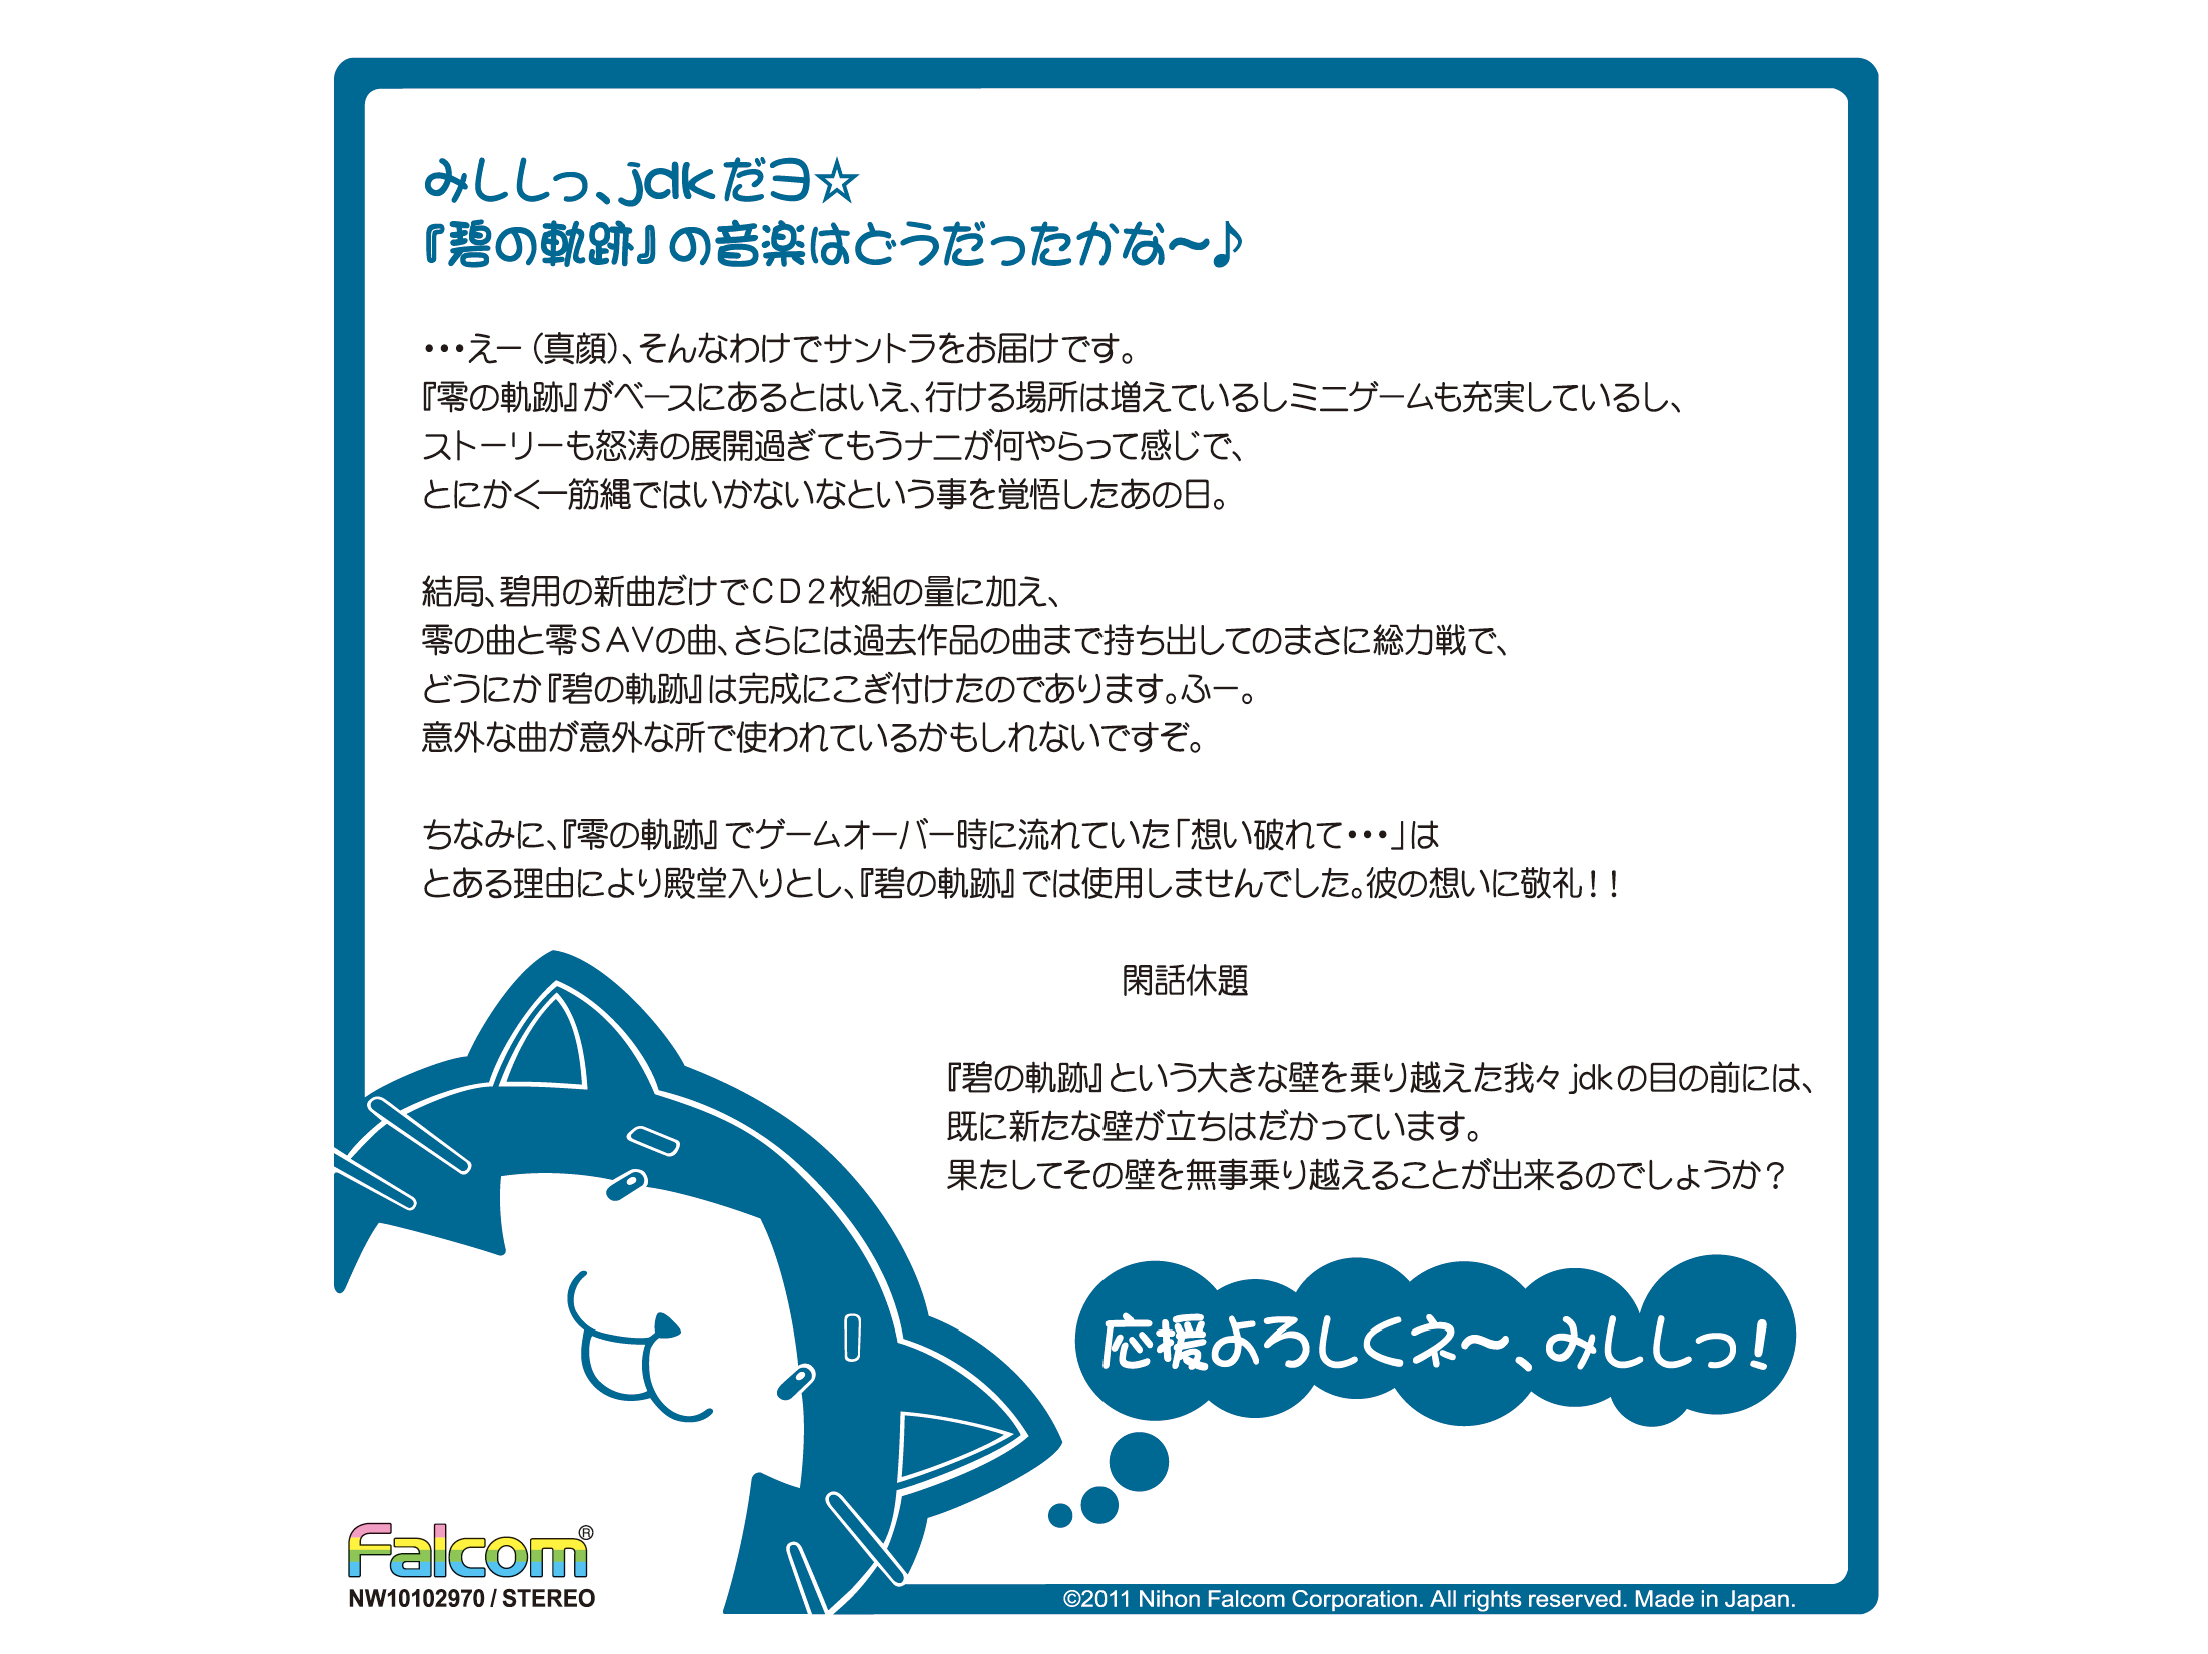 みししっ、jdkだヨ☆
『碧の軌跡』の音楽はどうだったかな～♪
・・・えー（真顔）、そんなわけでサントラをお届けです。
『零の軌跡』がベースにあるとはいえ、行ける場所は増えているしミニゲームも充実しているし、
ストーリーも怒涛の展開過ぎてもうナニが何やらって感じで、
とにかく一筋縄ではいかないなという事を覚悟したあの日。
結局、碧用の新曲だけでＣＤ２枚組の量に加え、
零の曲と零ＳＡＶの曲、さらには過去作品の曲まで持ち出してのまさに総力戦で、
どうにか『碧の軌跡』は完成にこぎ付けたのであります。ふー。
意外な曲が意外な所で使われているかもしれないですぞ。
ちなみに、『零の軌跡』でゲームオーバー時に流れていた「想い破れて・・・」は
とある理由により殿堂入りとし、『碧の軌跡』では使用しませんでした。彼の想いに敬礼！！
閑話休題
『碧の軌跡』という大きな壁を乗り越えた我々 jdkの目の前には、
既に新たな壁が立ちはだかっています。
果たしてその壁を無事乗り越えることが出来るのでしょうか？
応援よろしくネ～、みししっ！
Falcom®
NW10102970 / STEREO
©2011 Nihon Falcom Corporation. All rights reserved. Made in Japan.